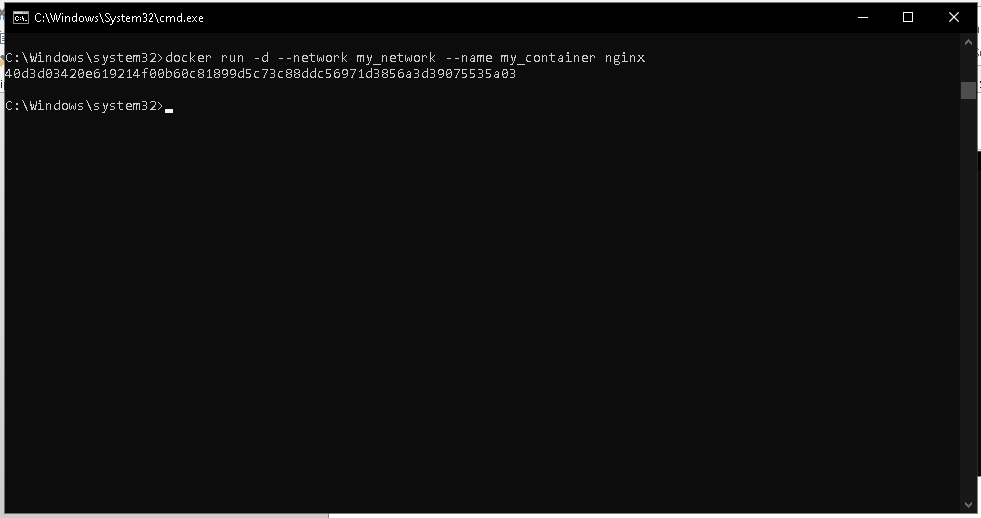 C:\Windows\System32\cmd.exe
C:\Windows\system32>docker run -d --network my_network --name my_container nginx
40d3d03420e619214f00b60c81899d5c73c88ddc56971d3856a3d39075535a03
C:\Windows\system32>